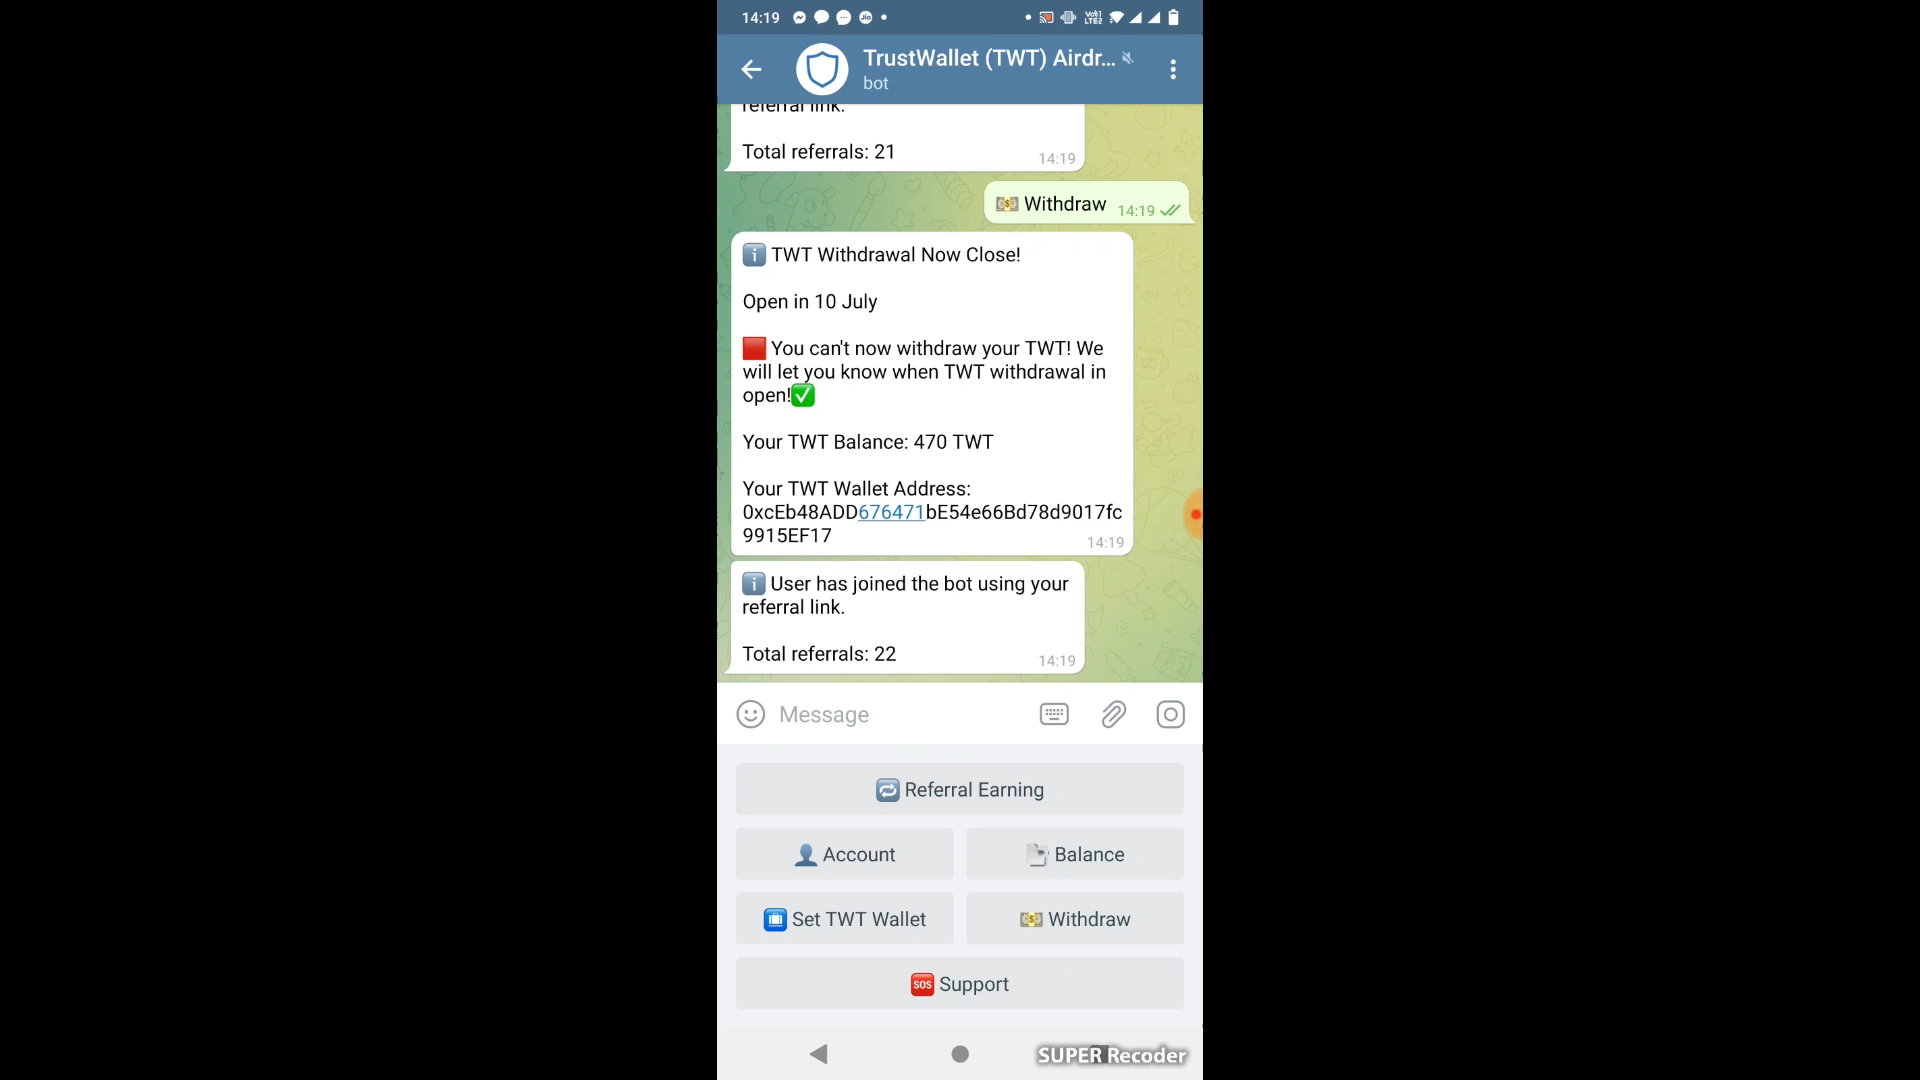 14:19
Jio
Vo))1
LTE2
TrustWallet (TWT) Airdr...
bot
referral link.
Total referrals: 21
14:19
💵 Withdraw 14:19
ℹ️ TWT Withdrawal Now Close!
Open in 10 July
🟥 You can't now withdraw your TWT! We
will let you know when TWT withdrawal in
open!✅
Your TWT Balance: 470 TWT
Your TWT Wallet Address:
0xcEb48ADD676471bE54e66Bd78d9017fc
9915EF17
14:19
ℹ️ User has joined the bot using your
referral link.
Total referrals: 22
14:19
Message
🔁 Referral Earning
👤 Account
Balance
🛅 Set TWT Wallet
💵 Withdraw
🆘 Support
SUPER Recoder